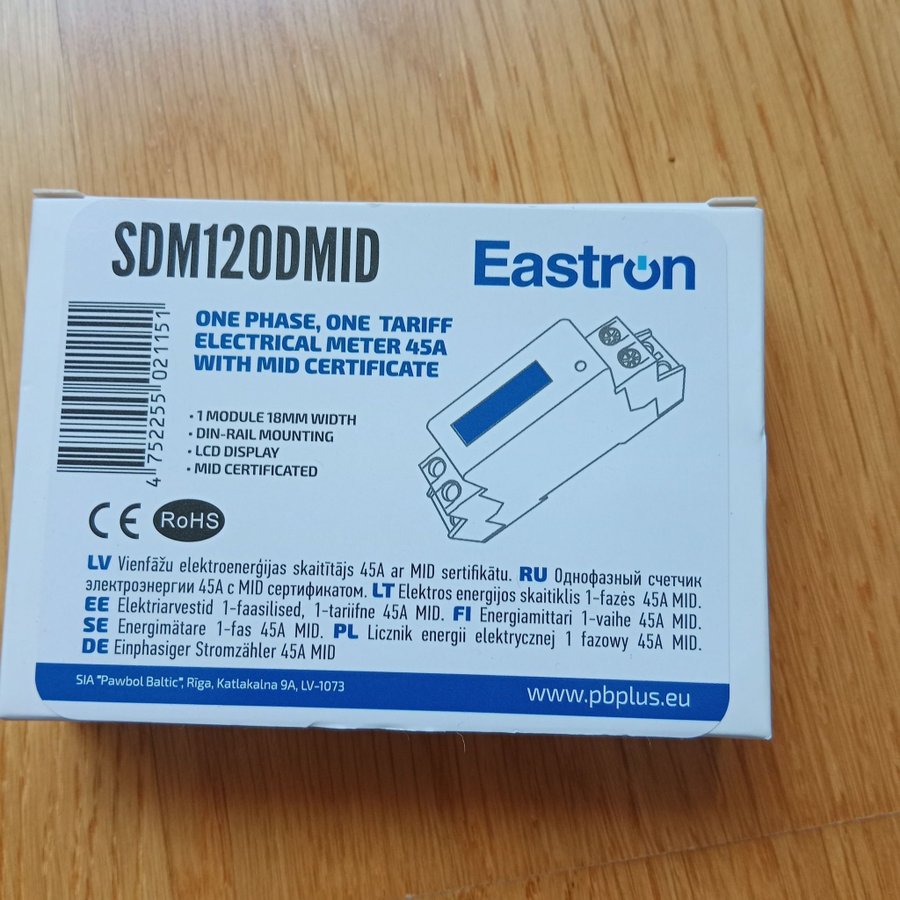 SDM120DMID
Eastron
4 752255 021151
ONE PHASE, ONE TARIFF
ELECTRICAL METER 45A
WITH MID CERTIFICATE
• 1 MODULE 18MM WIDTH
• DIN-RAIL MOUNTING
• LCD DISPLAY
• MID CERTIFICATED
CE RoHS
LV Vienfāžu elektroenerģijas skaitītājs 45A ar MID sertifikātu. RU Однофазный счетчик
электроэнергии 45A с MID сертификатом. LT Elektros energijos skaitiklis 1-fazės 45A MID.
EE Elektriarvestid 1-faasilised, 1-tariifne 45A MID. FI Energiamittari 1-vaihe 45A MID.
SE Energimätare 1-fas 45A MID. PL Licznik energii elektrycznej 1 fazowy 45A MID.
DE Einphasiger Stromzähler 45A MID
SIA "Pawbol Baltic", Rīga, Katlakalna 9A, LV-1073
www.pbplus.eu